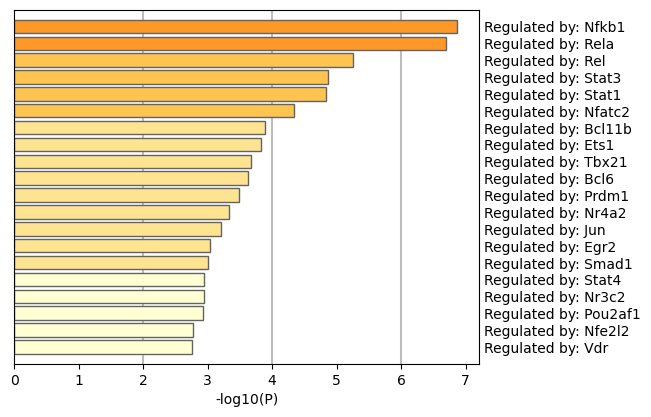 Regulated by: Nfkb1
Regulated by: Rela
Regulated by: Rel
Regulated by: Stat3
Regulated by: Stat1
Regulated by: Nfatc2
Regulated by: Bcl11b
Regulated by: Ets1
Regulated by: Tbx21
Regulated by: Bcl6
Regulated by: Prdm1
Regulated by: Nr4a2
Regulated by: Jun
Regulated by: Egr2
Regulated by: Smad1
Regulated by: Stat4
Regulated by: Nr3c2
Regulated by: Pou2af1
Regulated by: Nfe2l2
Regulated by: Vdr
0 1 2 3 4 5 6 7
-log10(P)